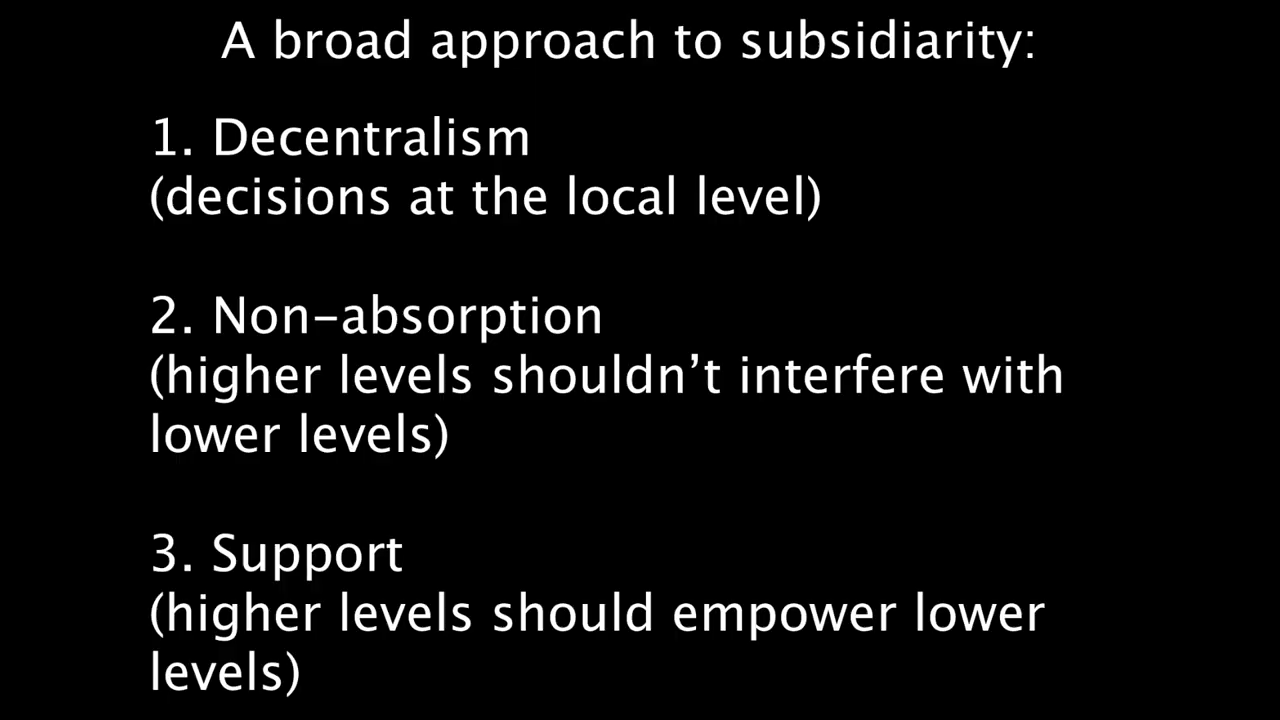 A broad approach to subsidiarity:
1. Decentralism
(decisions at the local level)
2. Non-absorption
(higher levels shouldn’t interfere with
lower levels)
3. Support
(higher levels should empower lower
levels)